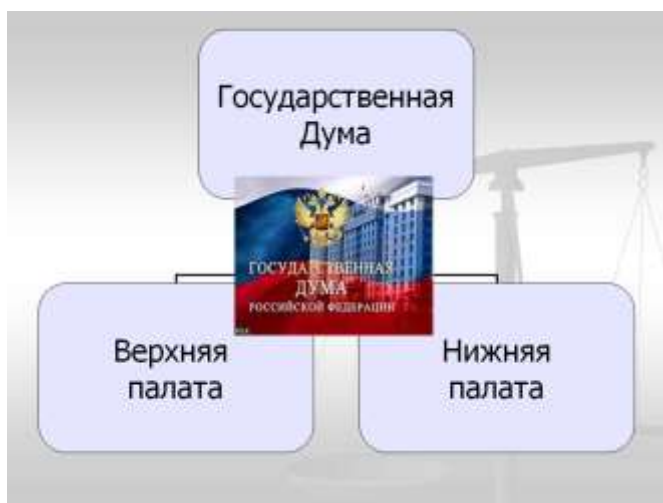 Государственная
Дума
ГОСУДАРСТВЕННАЯ
ДУМА
РОССИЙСКОЙ ФЕДЕРАЦИИ
Верхняя
палата
Нижняя
палата